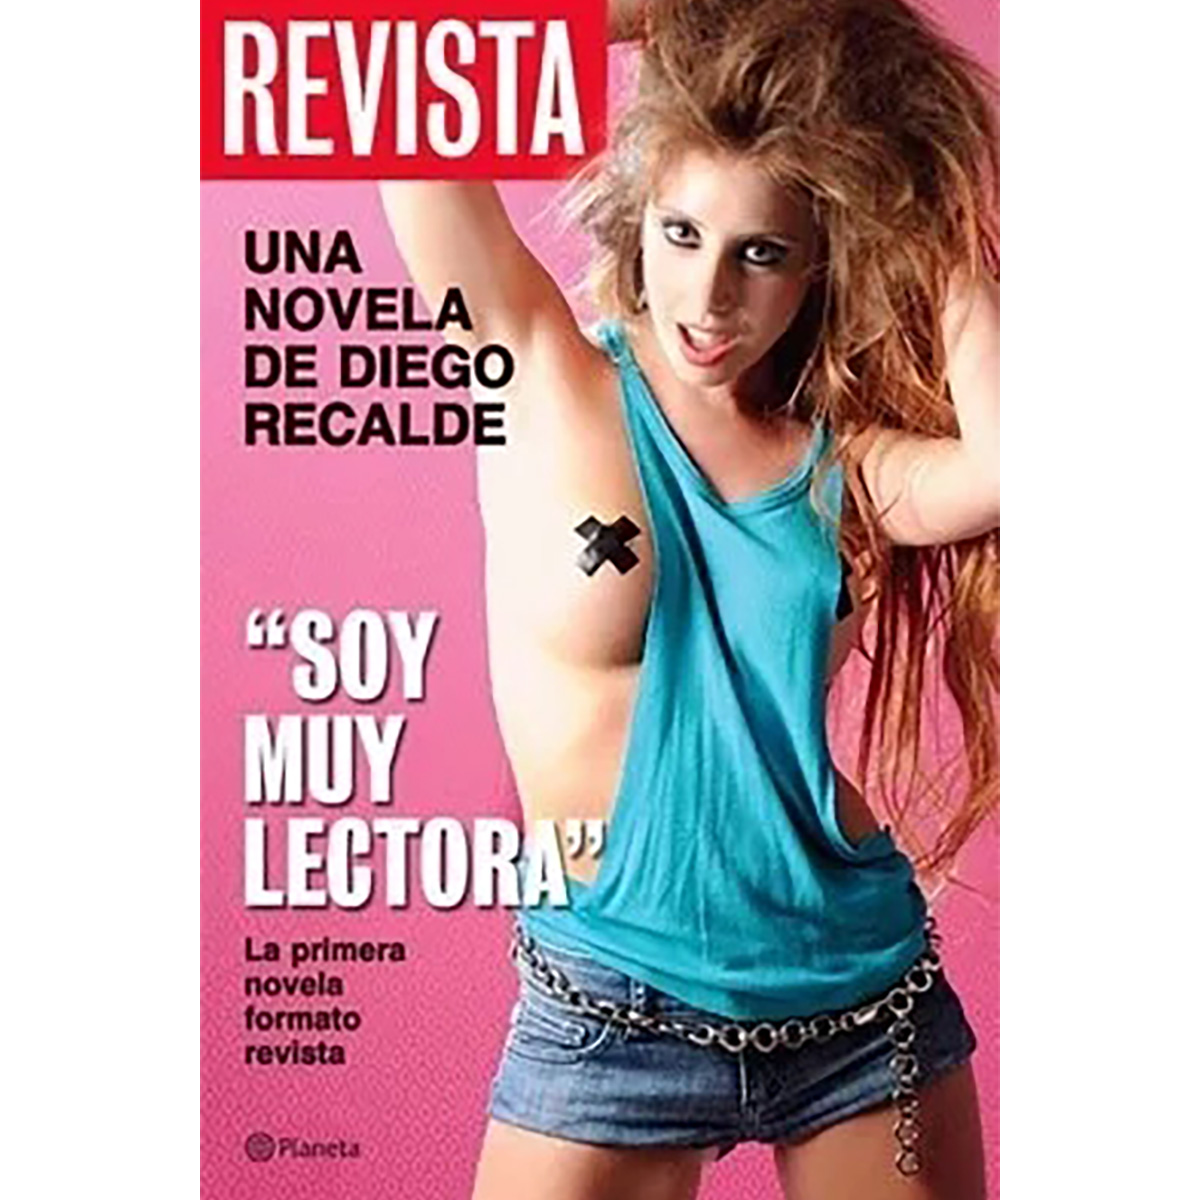 REVISTA
UNA
NOVELA
DE DIEGO
RECALDE
“SOY
MUY
LECTORA”
La primera
novela
formato
revista
Planeta